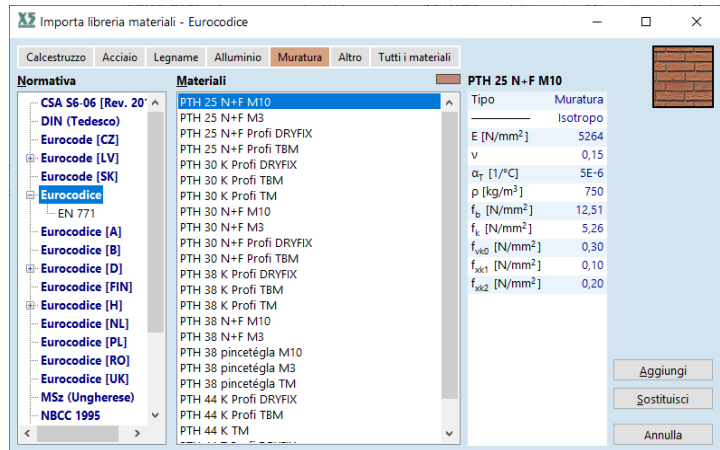 X5 Importa libreria materiali - Eurocodice
Calcestruzzo Acciaio Legname Alluminio Muratura Altro Tutti i materiali
Normativa
CSA S6-06 [Rev. 20
DIN (Tedesco)
Eurocode [CZ]
Eurocode [LV]
Eurocode [SK]
Eurocodice
EN 771
Eurocodice [A]
Eurocodice [B]
Eurocodice [D]
Eurocodice [FIN]
Eurocodice [H]
Eurocodice [NL]
Eurocodice [PL]
Eurocodice [RO]
Eurocodice [UK]
MSz (Ungherese)
NBCC 1995
Materiali
PTH 25 N+F M10
PTH 25 N+F M3
PTH 25 N+F Profi DRYFIX
PTH 25 N+F Profi TBM
PTH 30 K Profi DRYFIX
PTH 30 K Profi TBM
PTH 30 K Profi TM
PTH 30 N+F M10
PTH 30 N+F M3
PTH 30 N+F Profi DRYFIX
PTH 30 N+F Profi TBM
PTH 38 K Profi DRYFIX
PTH 38 K Profi TBM
PTH 38 K Profi TM
PTH 38 N+F M10
PTH 38 N+F M3
PTH 38 pincetégla M10
PTH 38 pincetégla M3
PTH 38 pincetégla TM
PTH 44 K Profi DRYFIX
PTH 44 K Profi TBM
PTH 44 K TM
PTH 25 N+F M10
Tipo Muratura
Isotropo
E [N/mm²] 5264
ν 0,15
αT [1/°C] 5E-6
ρ [kg/m³] 750
fb [N/mm²] 12,51
fk [N/mm²] 5,26
fvk0 [N/mm²] 0,30
fxk1 [N/mm²] 0,10
fxk2 [N/mm²] 0,20
Aggiungi
Sostituisci
Annulla